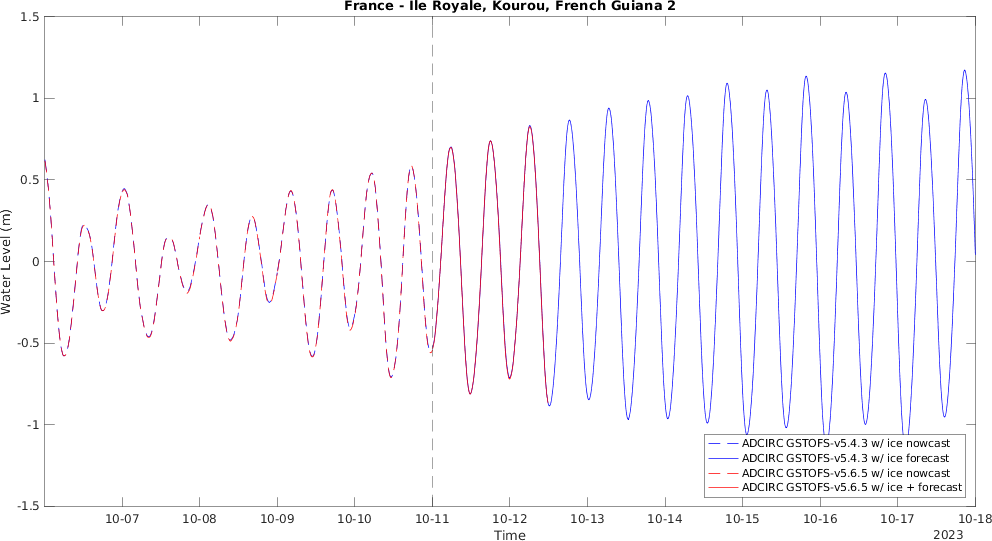 France - Ile Royale, Kourou, French Guiana 2
1.5
1
0.5
0
-0.5
-1
-1.5
Water Level (m)
ADCIRC GSTOFS-v5.4.3 w/ ice nowcast
ADCIRC GSTOFS-v5.4.3 w/ ice forecast
ADCIRC GSTOFS-v5.6.5 w/ ice nowcast
ADCIRC GSTOFS-v5.6.5 w/ ice + forecast
10-07 10-08 10-09 10-10 10-11 10-12 10-13 10-14 10-15 10-16 10-17 10-18
Time
2023